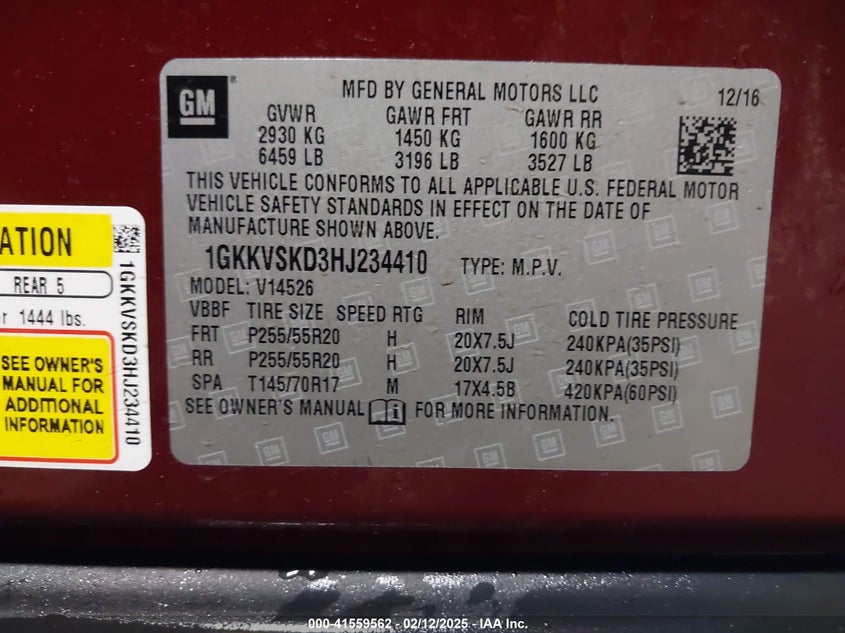 GM
MFD BY GENERAL MOTORS LLC 12/16
GVWR GAWR FRT GAWR RR
2930 KG 1450 KG 1600 KG
6459 LB 3196 LB 3527 LB
THIS VEHICLE CONFORMS TO ALL APPLICABLE U.S. FEDERAL MOTOR
VEHICLE SAFETY STANDARDS IN EFFECT ON THE DATE OF
MANUFACTURE SHOWN ABOVE.
1GKKVSKD3HJ234410 TYPE: M.P.V.
MODEL: V14526
VBBF TIRE SIZE SPEED RTG RIM COLD TIRE PRESSURE
FRT P255/55R20 H 20X7.5J 240KPA(35PSI)
RR P255/55R20 H 20X7.5J 240KPA(35PSI)
SPA T145/70R17 M 17X4.5B 420KPA(60PSI)
SEE OWNER'S MANUAL i FOR MORE INFORMATION.
ATION
REAR 5
r 1444 lbs.
SEE OWNER'S
MANUAL FOR
ADDITIONAL
INFORMATION
1GKKVSKD3HJ234410
000-41559562 - 02/12/2025 - IAA Inc.